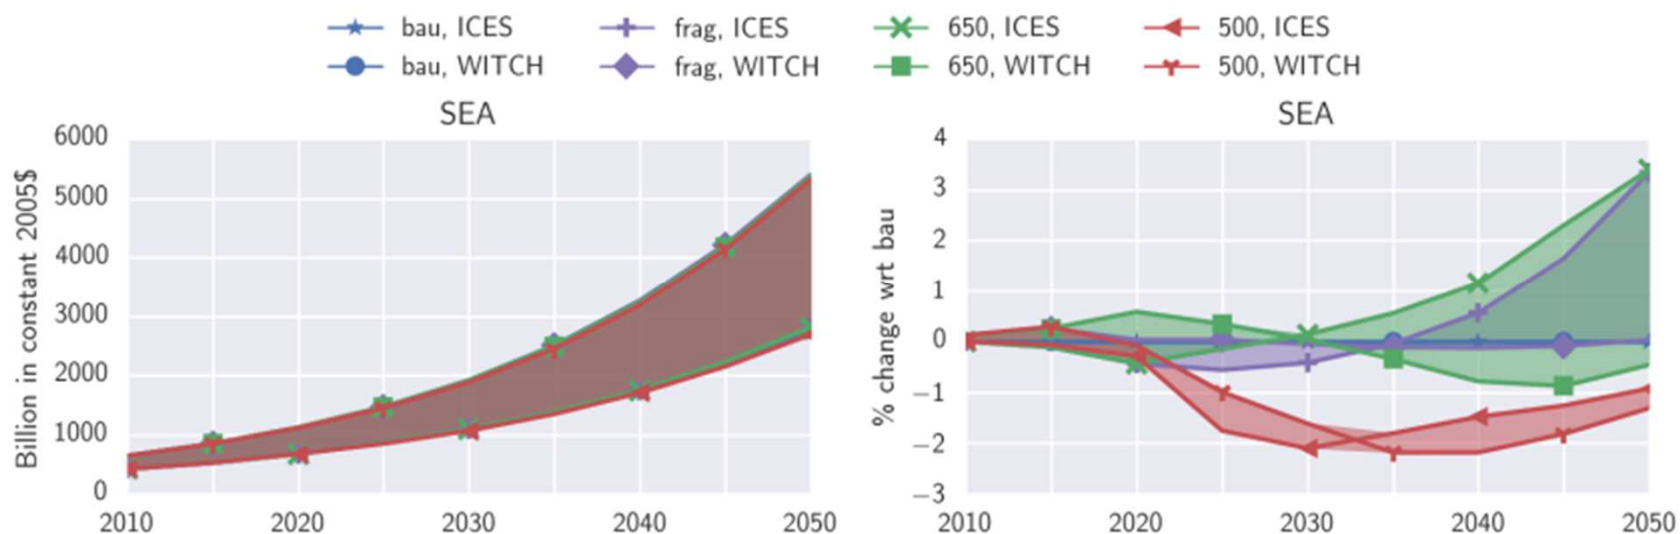 bau, ICES frag, ICES 650, ICES 500, ICES
bau, WITCH frag, WITCH 650, WITCH 500, WITCH
SEA
Billion in constant 2005$
6000
5000
4000
3000
2000
1000
0
2010 2020 2030 2040 2050
SEA
% change wrt bau
4
3
2
1
0
−1
−2
−3
2010 2020 2030 2040 2050